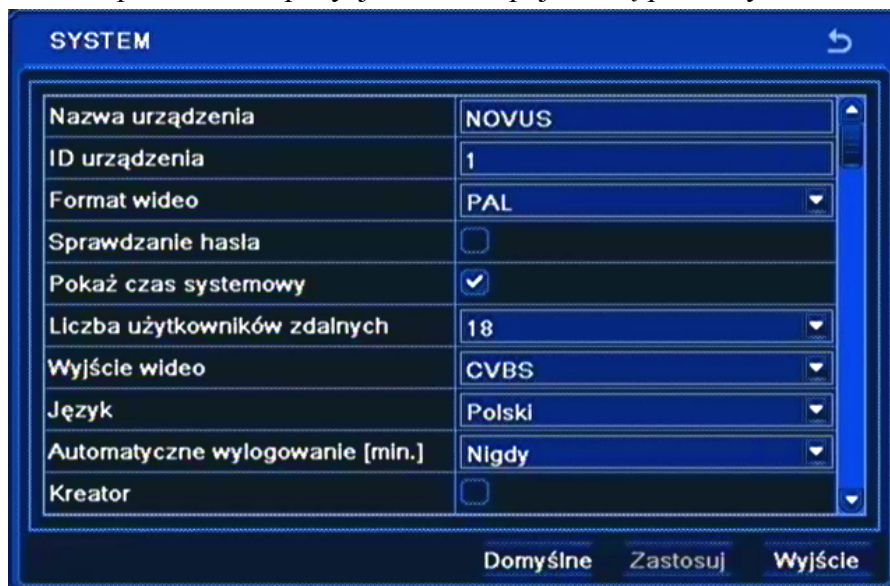 SYSTEM
Nazwa urządzenia NOVUS
ID urządzenia 1
Format wideo PAL
Sprawdzanie hasla
Pokaż czas systemowy
Liczba użytkowników zdalnych 18
Wyjście wideo CVBS
Język Polski
Automatyczne wylogowanie [min.] Nigdy
Kreator
Domyślne Zastosuj Wyjście